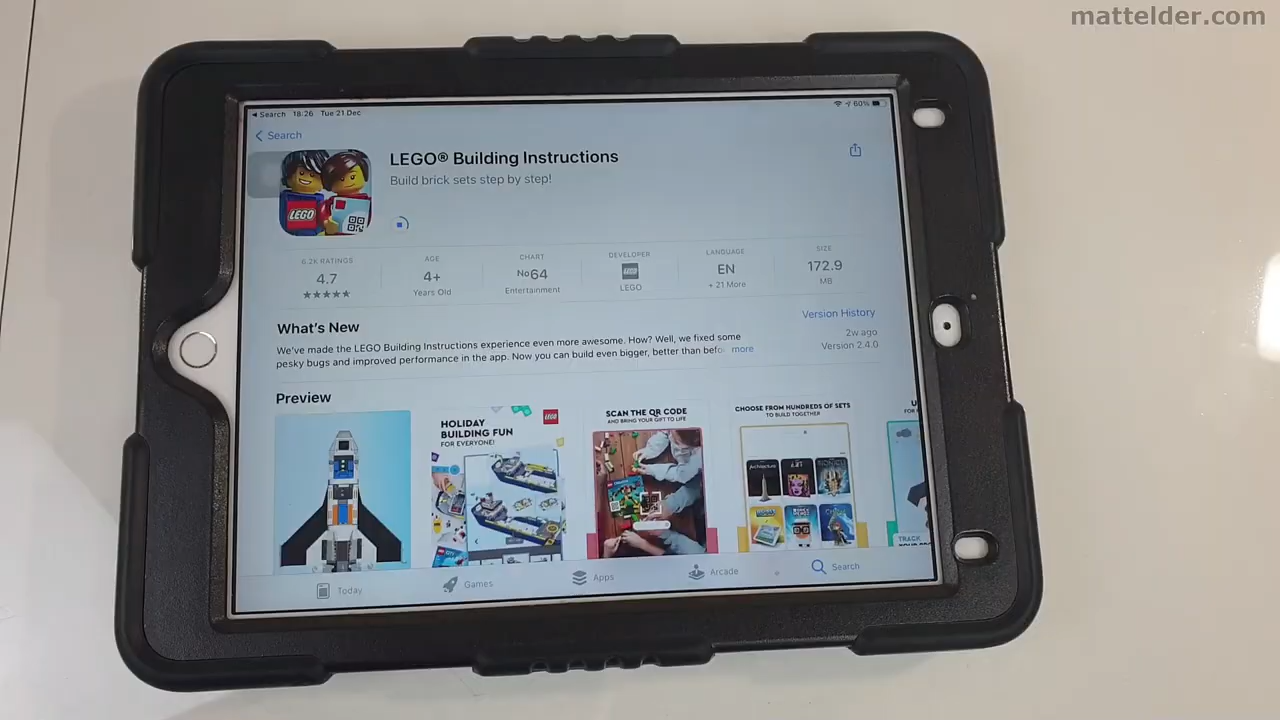 mattelder.com
Search 18:26 Tue 21 Dec
60%
Search
LEGO® Building Instructions
Build brick sets step by step!
LEGO
6.2K RATINGS
4.7
AGE
4+
Years Old
CHART
No64
Entertainment
DEVELOPER
LEGO
LEGO
LANGUAGE
EN
+ 21 More
SIZE
172.9
MB
What's New
Version History
We've made the LEGO Building Instructions experience even more awesome. How? Well, we fixed some
pesky bugs and improved performance in the app. Now you can build even bigger, better than befo more
2w ago
Version 2.4.0
Preview
HOLIDAY
BUILDING FUN
FOR EVERYONE!
LEGO
CITY
SCAN THE QR CODE
AND BRING YOUR GIFT TO LIFE
CHOOSE FROM HUNDREDS OF SETS
TO BUILD TOGETHER
Architecture
ART
BIONICLE
TRACK
Today
Games
Apps
Arcade
Search